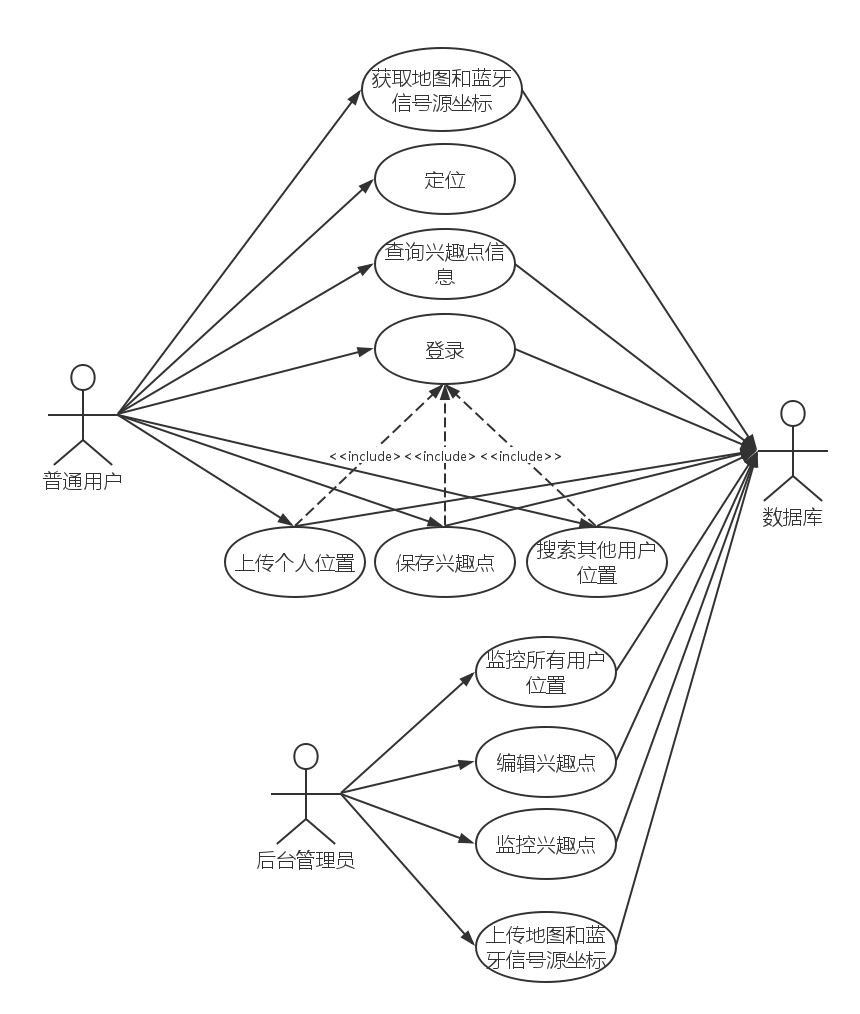 获取地图和蓝牙
信号源坐标
定位
查询兴趣点信
息
登录
普通用户
<<include>
<<include>
<<include>>
数据库
上传个人位置
保存兴趣点
搜索其他用户
位置
监控所有用户
位置
编辑兴趣点
监控兴趣点
后台管理员
上传地图和蓝
牙信号源坐标